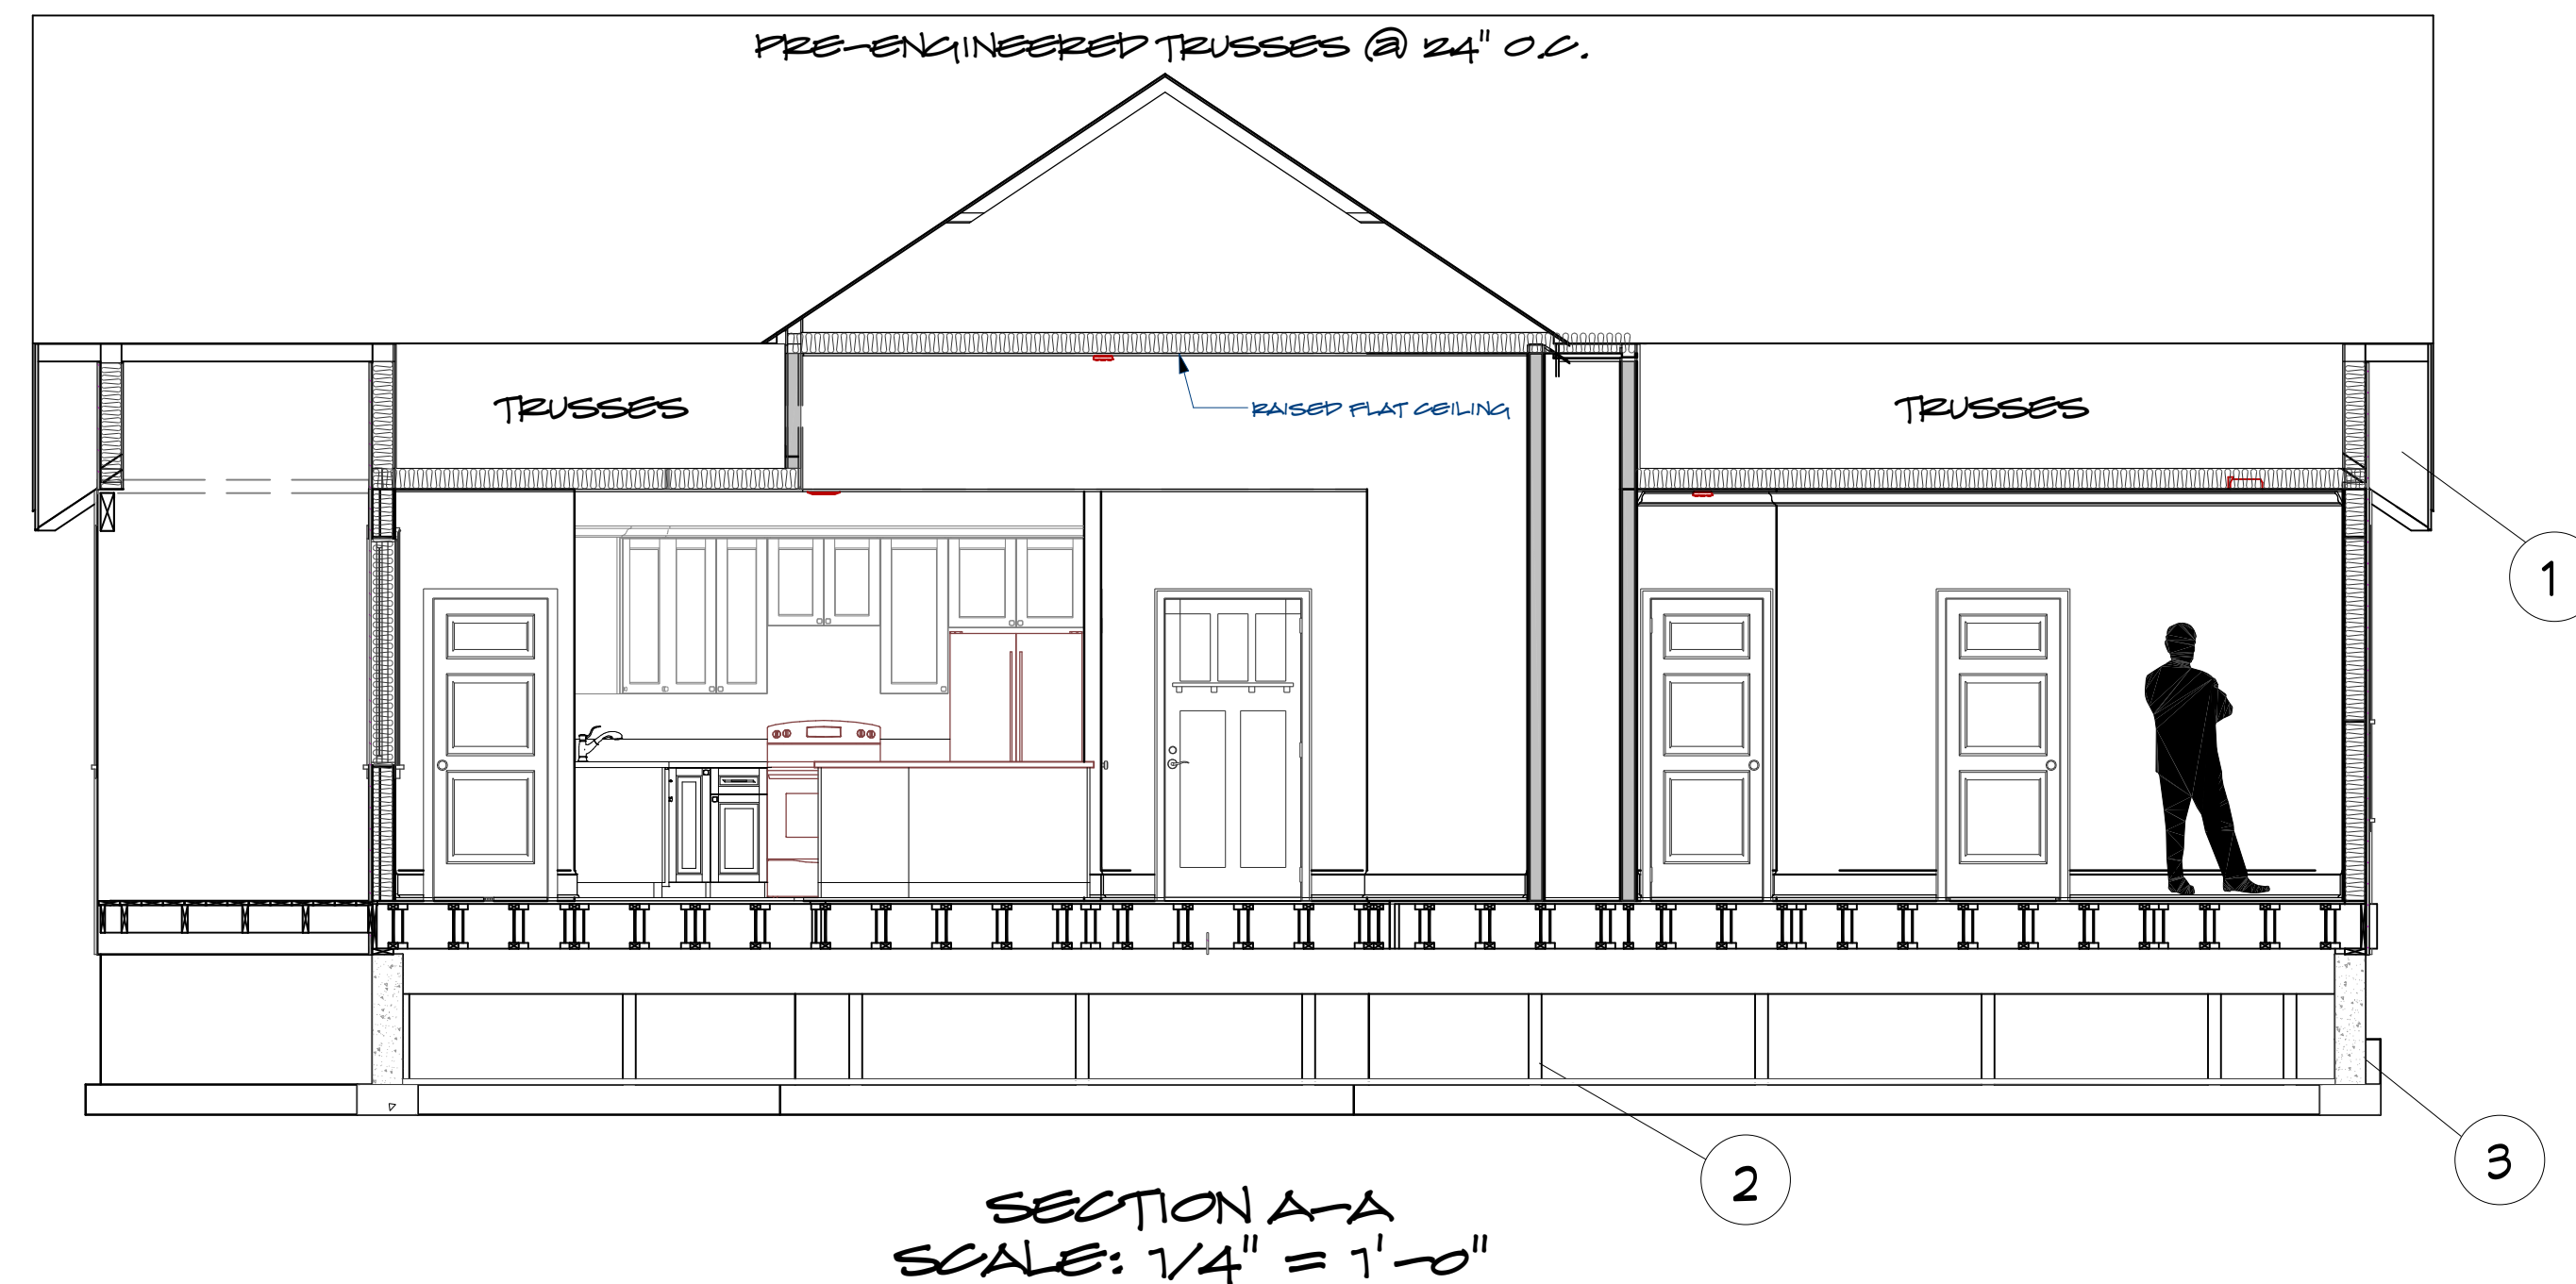 PRE-ENGINEERED TRUSSES @ 24" O.C.
TRUSSES
RAISED FLAT CEILING
TRUSSES
1
2
3
SECTION A-A
SCALE: 1/4" = 1'-0"